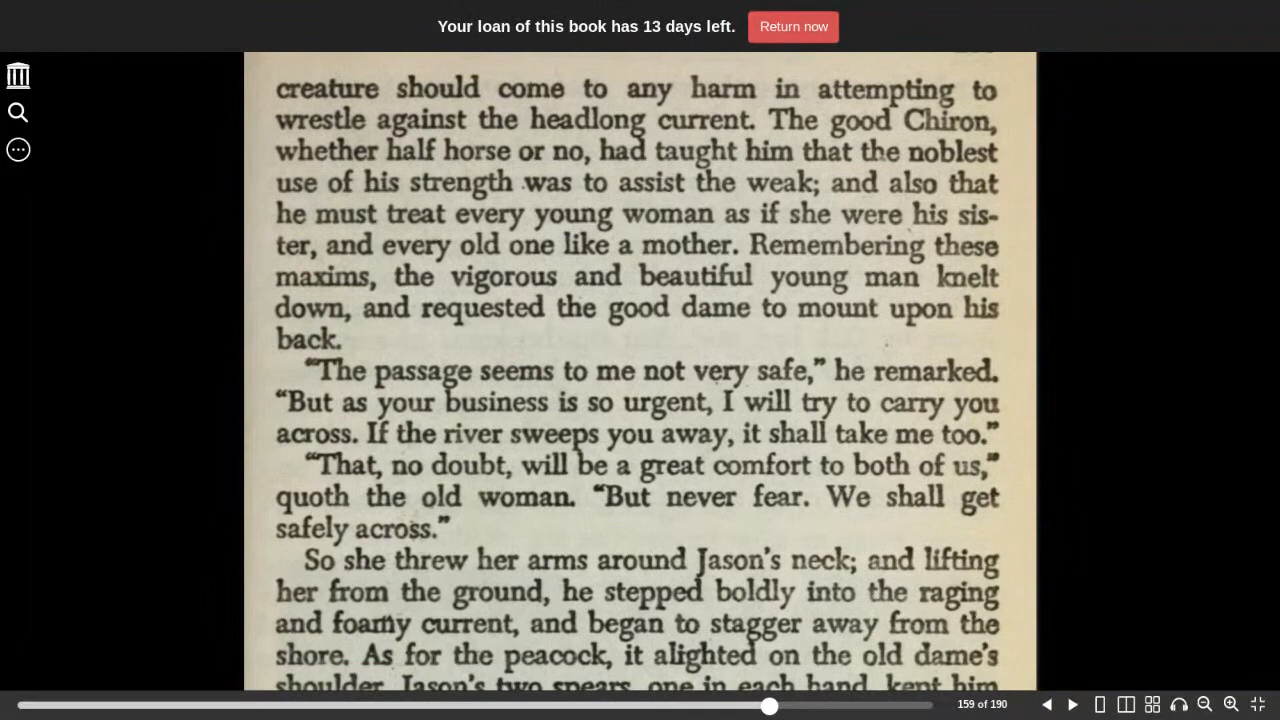 Your loan of this book has 13 days left. Return now
creature should come to any harm in attempting to
wrestle against the headlong current. The good Chiron,
whether half horse or no, had taught him that the noblest
use of his strength was to assist the weak; and also that
he must treat every young woman as if she were his sis-
ter, and every old one like a mother. Remembering these
maxims, the vigorous and beautiful young man knelt
down, and requested the good dame to mount upon his
back.
“The passage seems to me not very safe,” he remarked.
“But as your business is so urgent, I will try to carry you
across. If the river sweeps you away, it shall take me too.”
“That, no doubt, will be a great comfort to both of us,”
quoth the old woman. “But never fear. We shall get
safely across.”
So she threw her arms around Jason's neck; and lifting
her from the ground, he stepped boldly into the raging
and foamy current, and began to stagger away from the
shore. As for the peacock, it alighted on the old dame's
shoulder. Jason's two spears, one in each hand, kept him
159 of 190